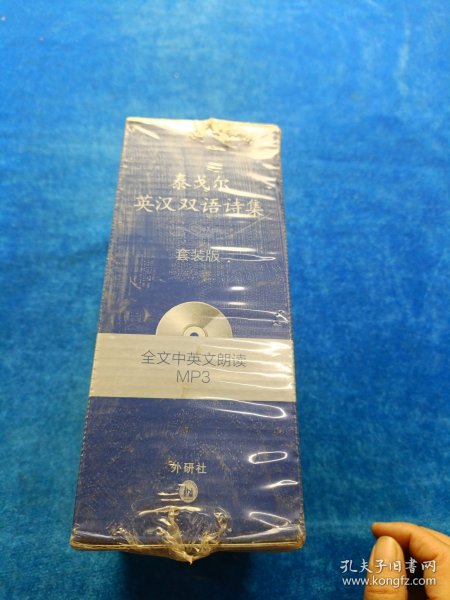 泰戈尔
英汉双语诗集
套装版
全文中英文朗读
MP3
外研社
孔夫子旧书网
www.kongfz.com